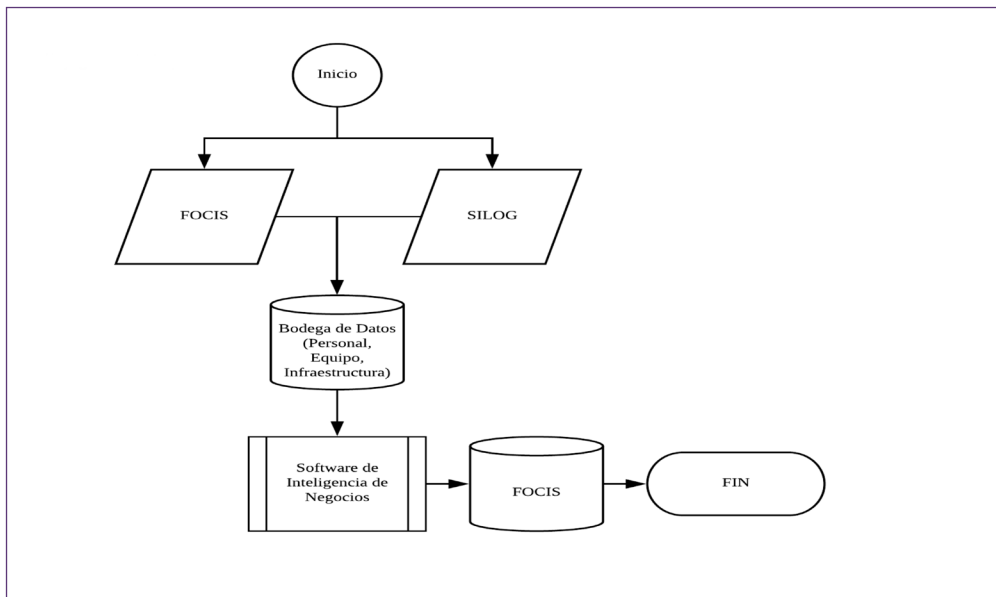 Inicio
FOCIS
SILOG
Bodega de Datos
(Personal,
Equipo,
Infraestructura)
Software de
Inteligencia de
Negocios
FOCIS
FIN